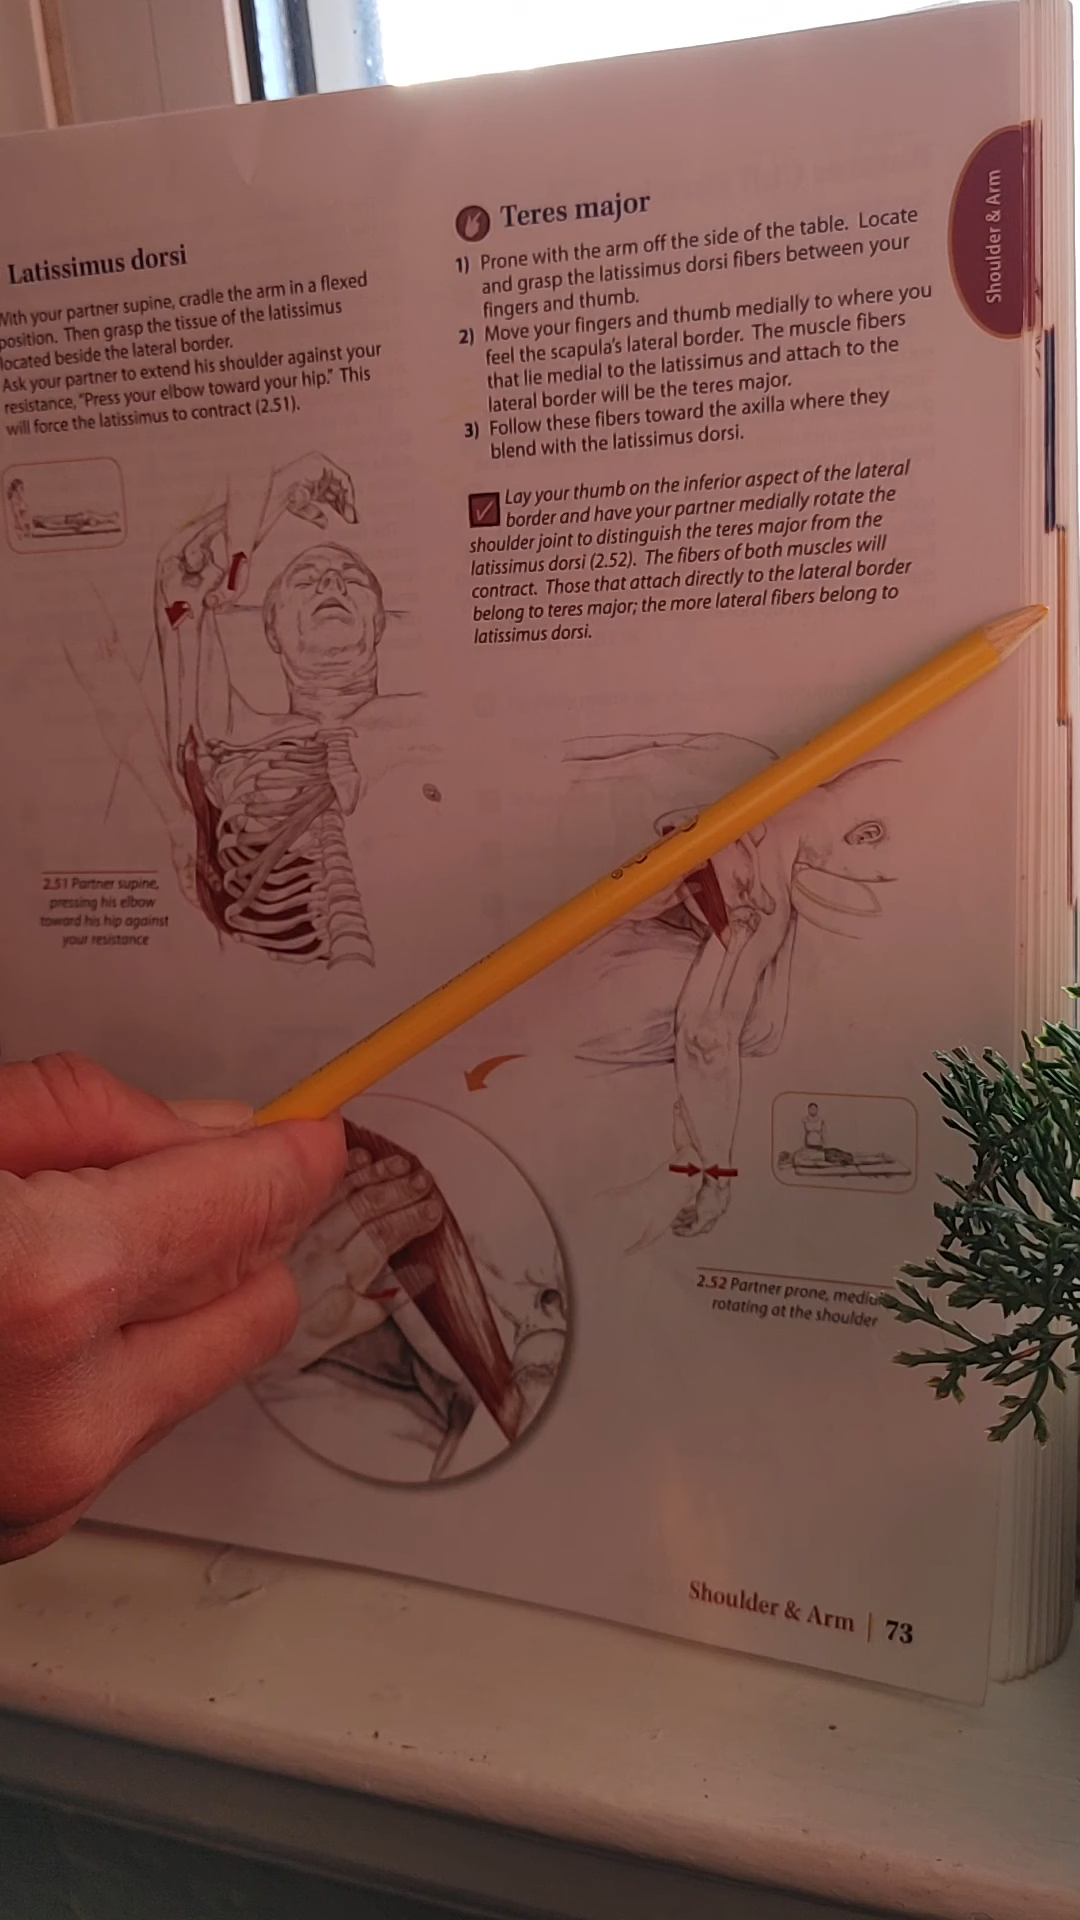 Latissimus dorsi
With your partner supine, cradle the arm in a flexed
position. Then grasp the tissue of the latissimus
located beside the lateral border.
Ask your partner to extend his shoulder against your
resistance, "Press your elbow toward your hip." This
will force the latissimus to contract (2.51).
2.51 Partner supine,
pressing his elbow
toward his hip against
your resistance
Teres major
1) Prone with the arm off the side of the table. Locate
and grasp the latissimus dorsi fibers between your
fingers and thumb.
2) Move your fingers and thumb medially to where you
feel the scapula's lateral border. The muscle fibers
that lie medial to the latissimus and attach to the
lateral border will be the teres major.
3) Follow these fibers toward the axilla where they
blend with the latissimus dorsi.
Lay your thumb on the inferior aspect of the lateral
border and have your partner medially rotate the
shoulder joint to distinguish the teres major from the
latissimus dorsi (2.52). The fibers of both muscles will
contract. Those that attach directly to the lateral border
belong to teres major; the more lateral fibers belong to
latissimus dorsi.
2.52 Partner prone,
rotating at the shoulder
Shoulder & Arm
Shoulder & Arm | 73